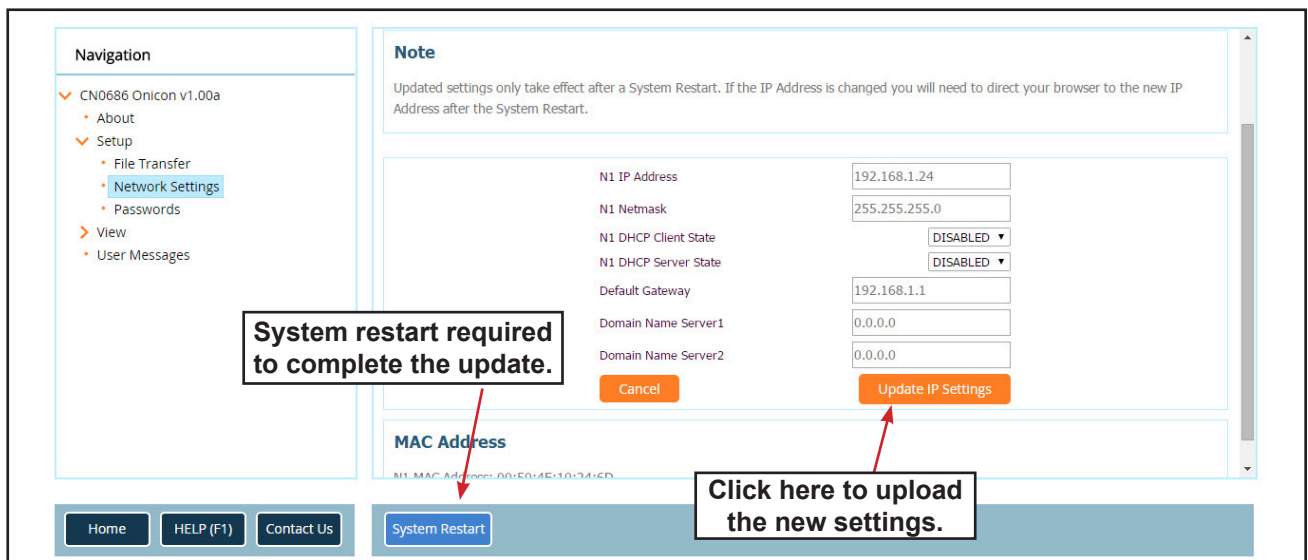 Navigation
CN0686 Onicon v1.00a
About
Setup
File Transfer
Network Settings
Passwords
View
User Messages
Note
Updated settings only take effect after a System Restart. If the IP Address is changed you will need to direct your browser to the new IP
Address after the System Restart.
N1 IP Address 192.168.1.24
N1 Netmask 255.255.255.0
N1 DHCP Client State DISABLED
N1 DHCP Server State DISABLED
Default Gateway 192.168.1.1
Domain Name Server1 0.0.0.0
Domain Name Server2 0.0.0.0
Cancel Update IP Settings
System restart required
to complete the update.
MAC Address
N1 MAC Address:
Click here to upload
the new settings.
Home HELP (F1) Contact Us System Restart